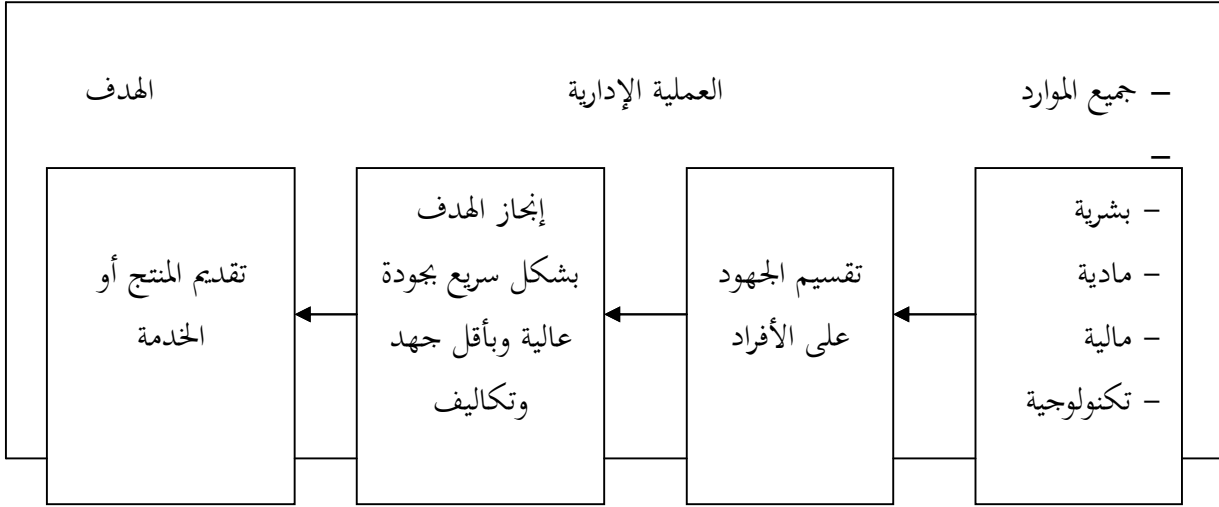 – جميع الموارد
العملية الإدارية
الهدف
–
– بشرية
– مادية
– مالية
– تكنولوجية
تقسيم الجهود
على الأفراد
إنجاز الهدف
بشكل سريع بجودة
عالية وبأقل جهد
وتكاليف
تقديم المنتج أو
الخدمة